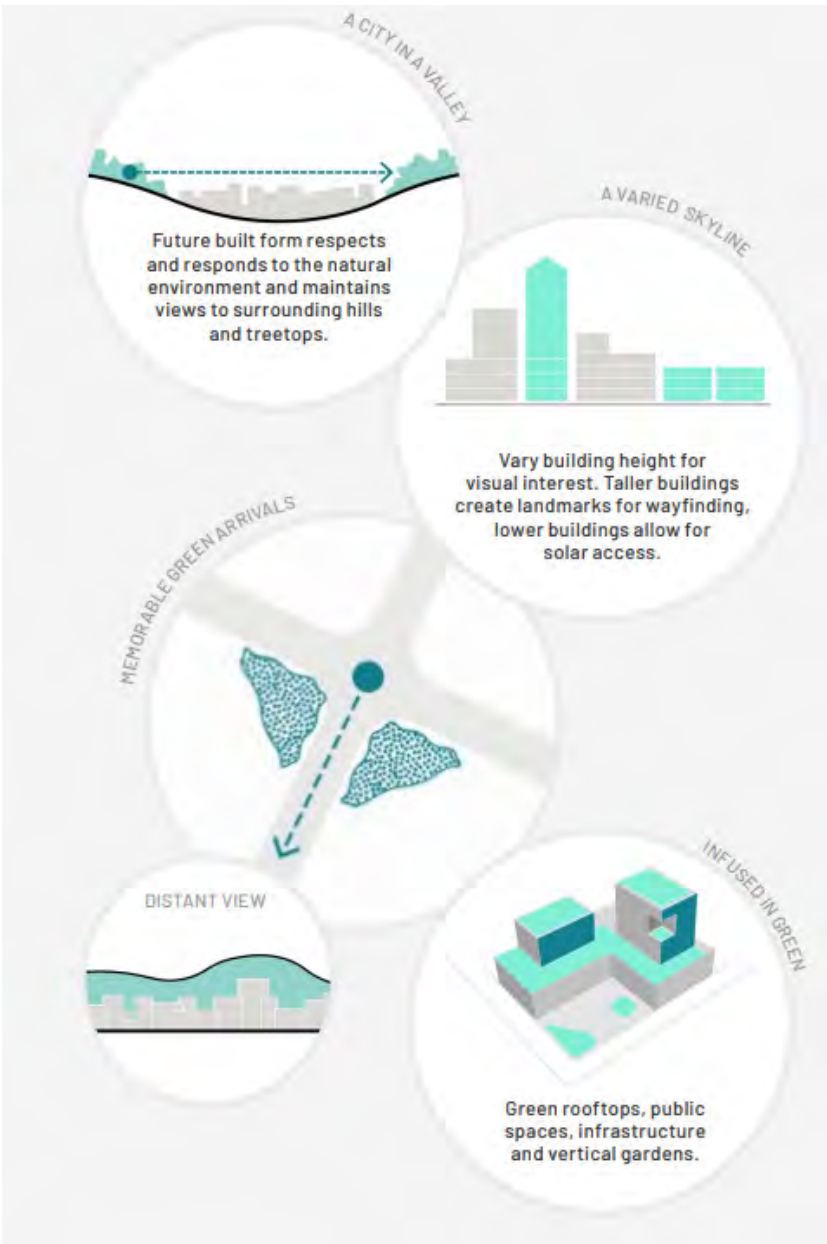 A CITY IN A VALLEY
Future built form respects
and responds to the natural
environment and maintains
views to surrounding hills
and treetops.
A VARIED SKYLINE
Vary building height for
visual interest. Taller buildings
create landmarks for wayfinding,
lower buildings allow for
solar access.
MEMORABLE GREEN ARRIVALS
DISTANT VIEW
INFUSED IN GREEN
Green rooftops, public
spaces, infrastructure
and vertical gardens.